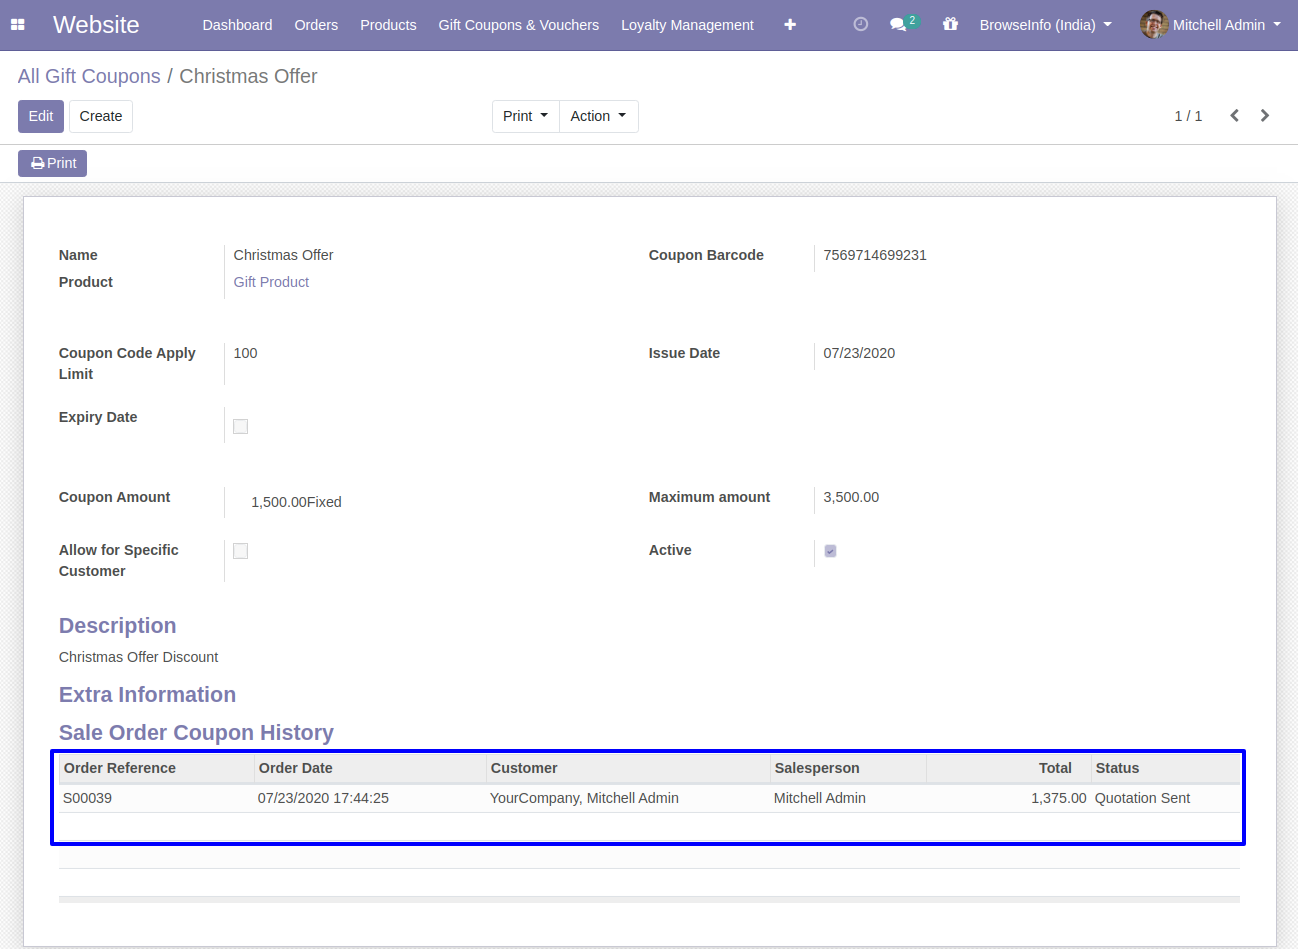 Website Dashboard Orders Products Gift Coupons & Vouchers Loyalty Management 2 BrowseInfo (India) Mitchell Admin
All Gift Coupons / Christmas Offer
Edit Create Print Action 1 / 1
Print
Name Christmas Offer Coupon Barcode 7569714699231
Product Gift Product
Coupon Code Apply 100 Issue Date 07/23/2020
Limit
Expiry Date
Coupon Amount 1,500.00Fixed Maximum amount 3,500.00
Allow for Specific Active
Customer
Description
Christmas Offer Discount
Extra Information
Sale Order Coupon History
Order Reference Order Date Customer Salesperson Total Status
S00039 07/23/2020 17:44:25 YourCompany, Mitchell Admin Mitchell Admin 1,375.00 Quotation Sent